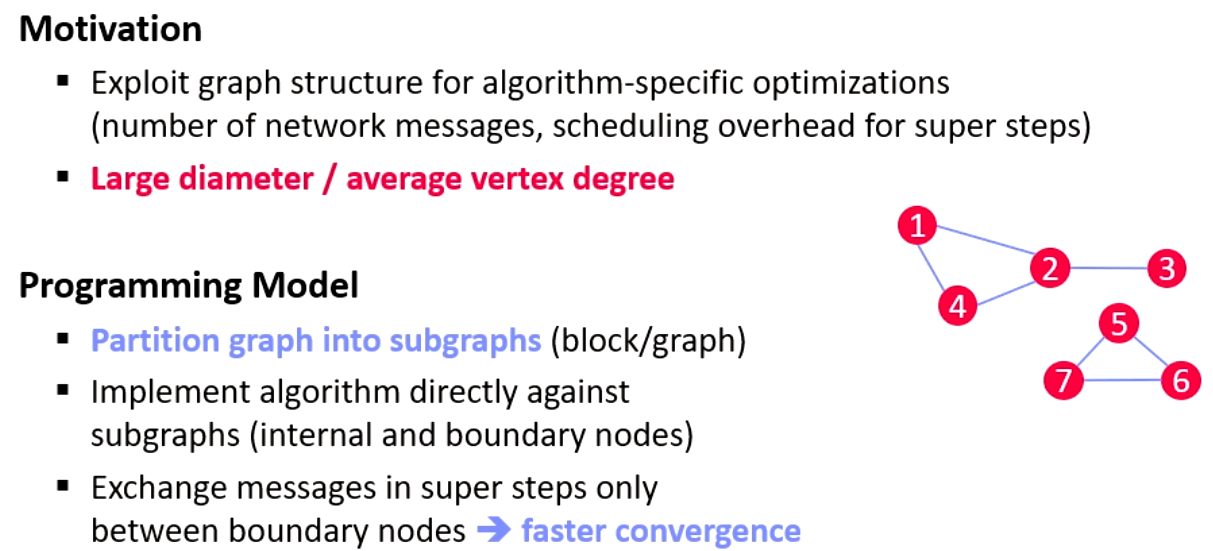 Motivation
▪ Exploit graph structure for algorithm-specific optimizations
(number of network messages, scheduling overhead for super steps)
▪ Large diameter / average vertex degree
Programming Model
▪ Partition graph into subgraphs (block/graph)
▪ Implement algorithm directly against
subgraphs (internal and boundary nodes)
▪ Exchange messages in super steps only
between boundary nodes ➔ faster convergence
1
2
3
4
5
7
6